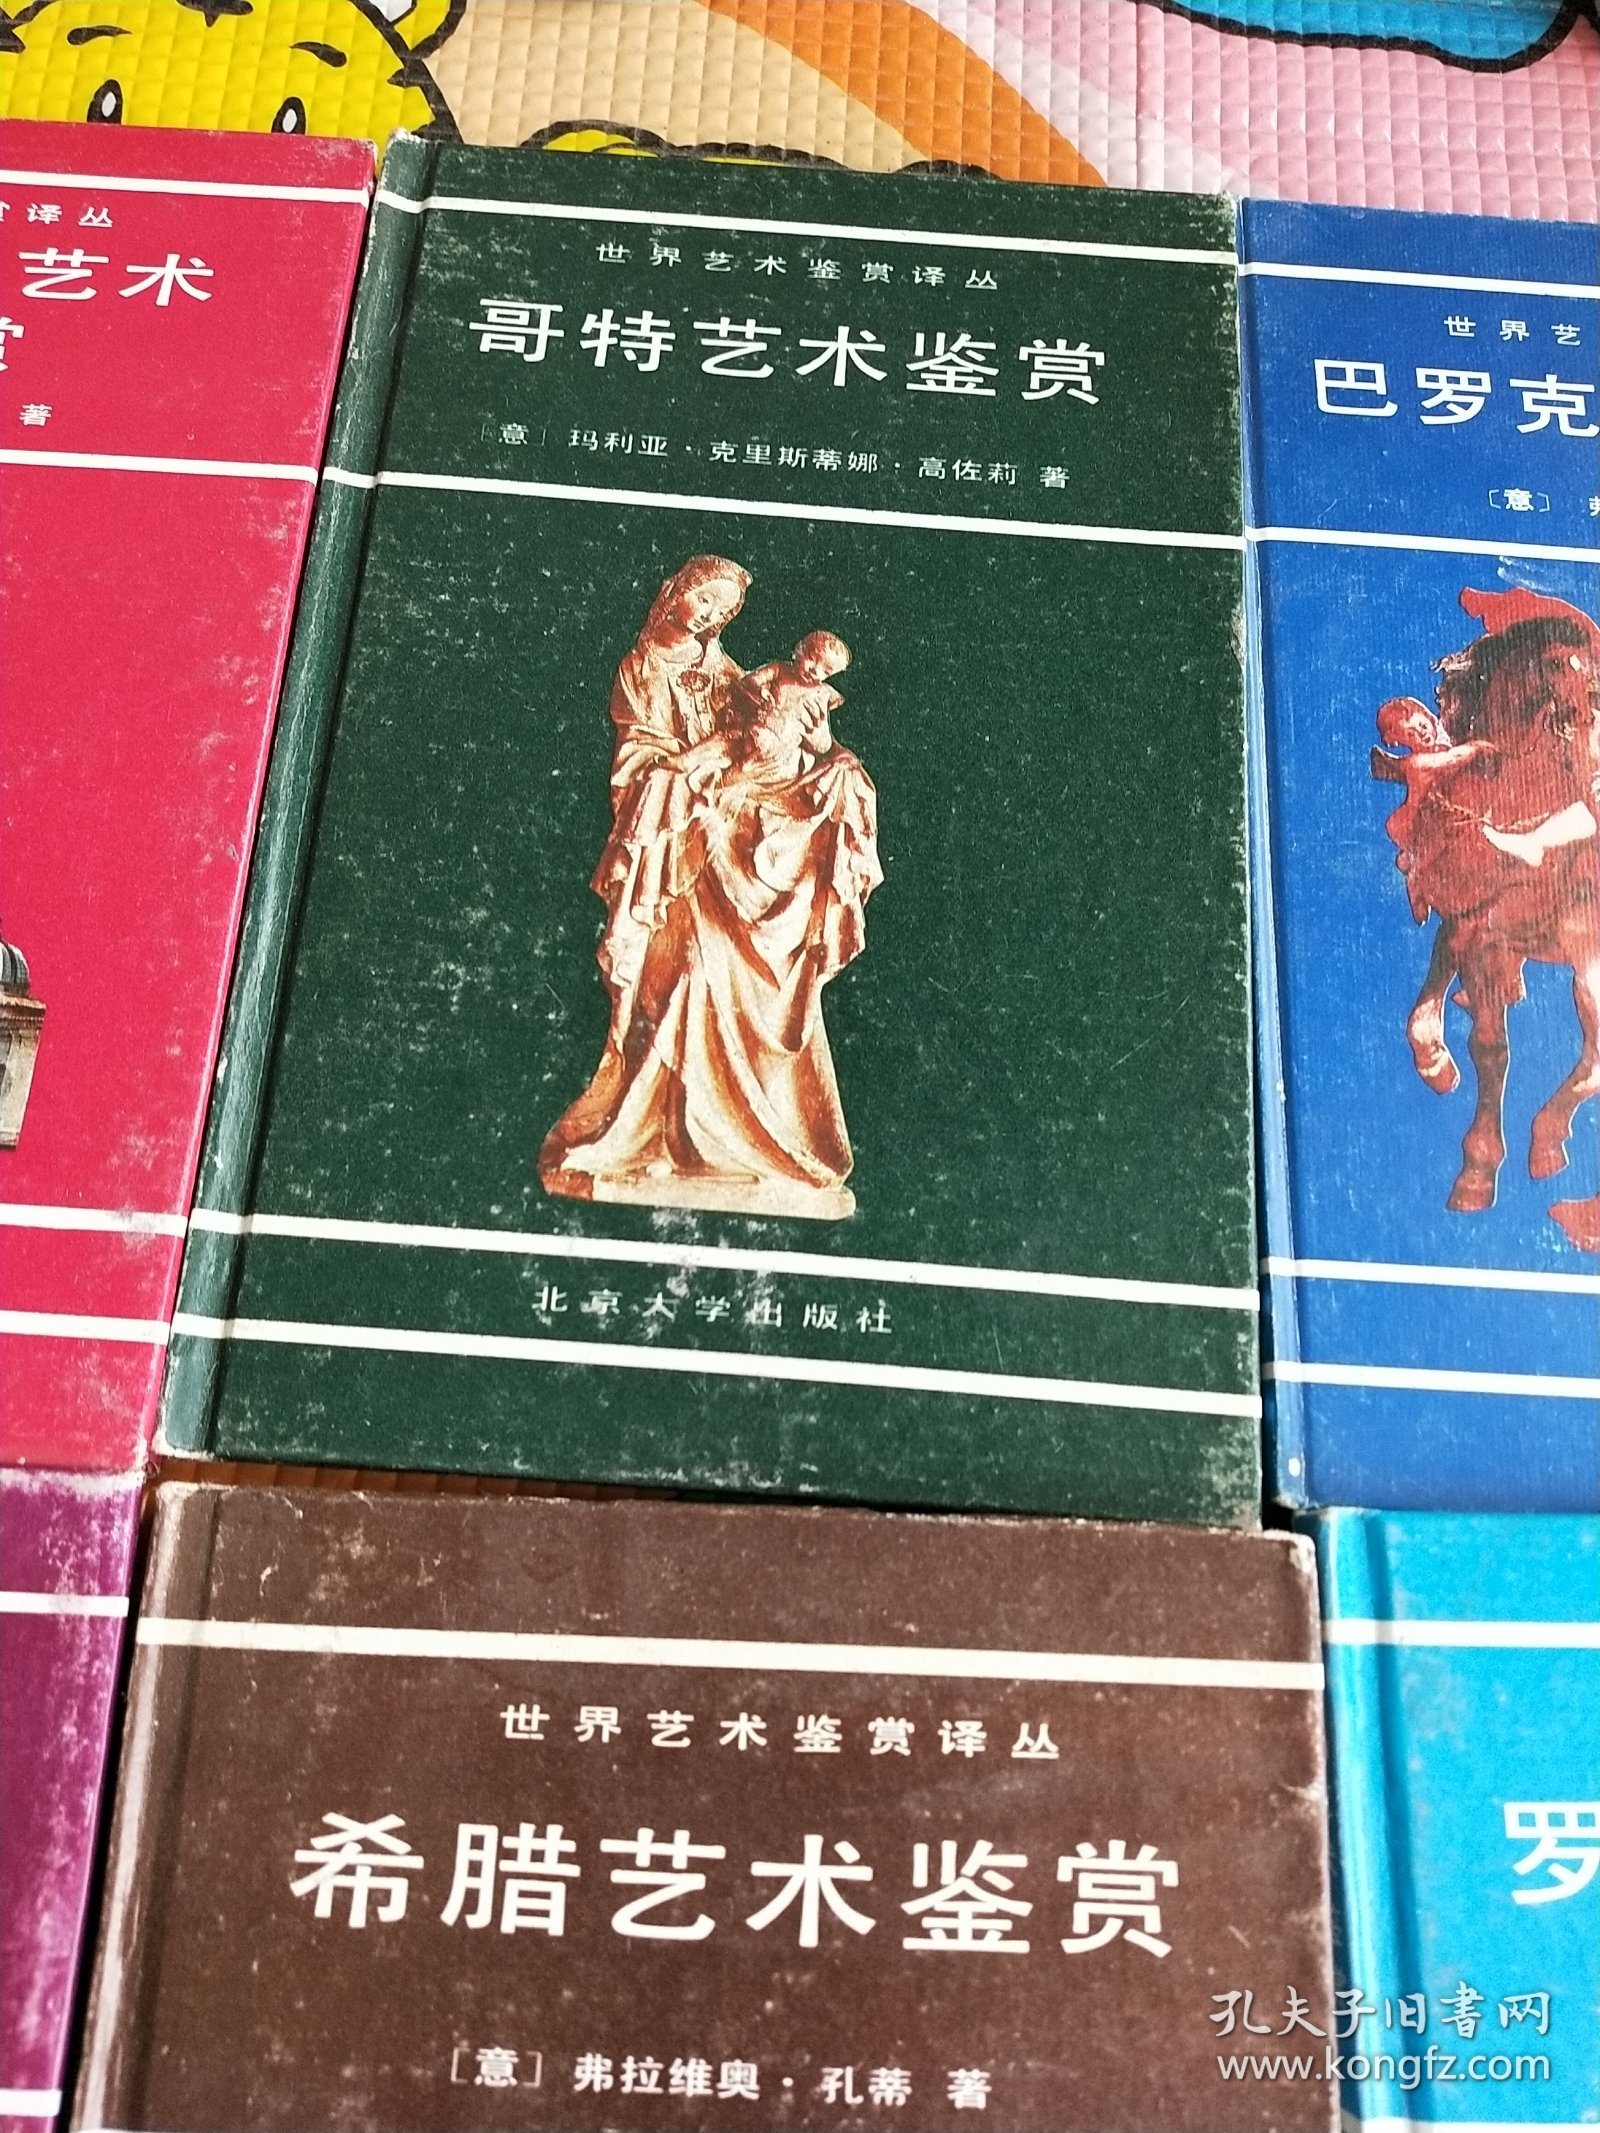 译丛
艺术
赏
著
世界艺术鉴赏译丛
哥特艺术鉴赏
[意] 玛利亚·克里斯蒂娜·高佐莉 著
北京大学出版社
世界艺
巴罗克
〔意〕 弗
世界艺术鉴赏译丛
希腊艺术鉴赏
[意] 弗拉维奥·孔蒂 著
罗
孔夫子旧书网
www.kongfz.com